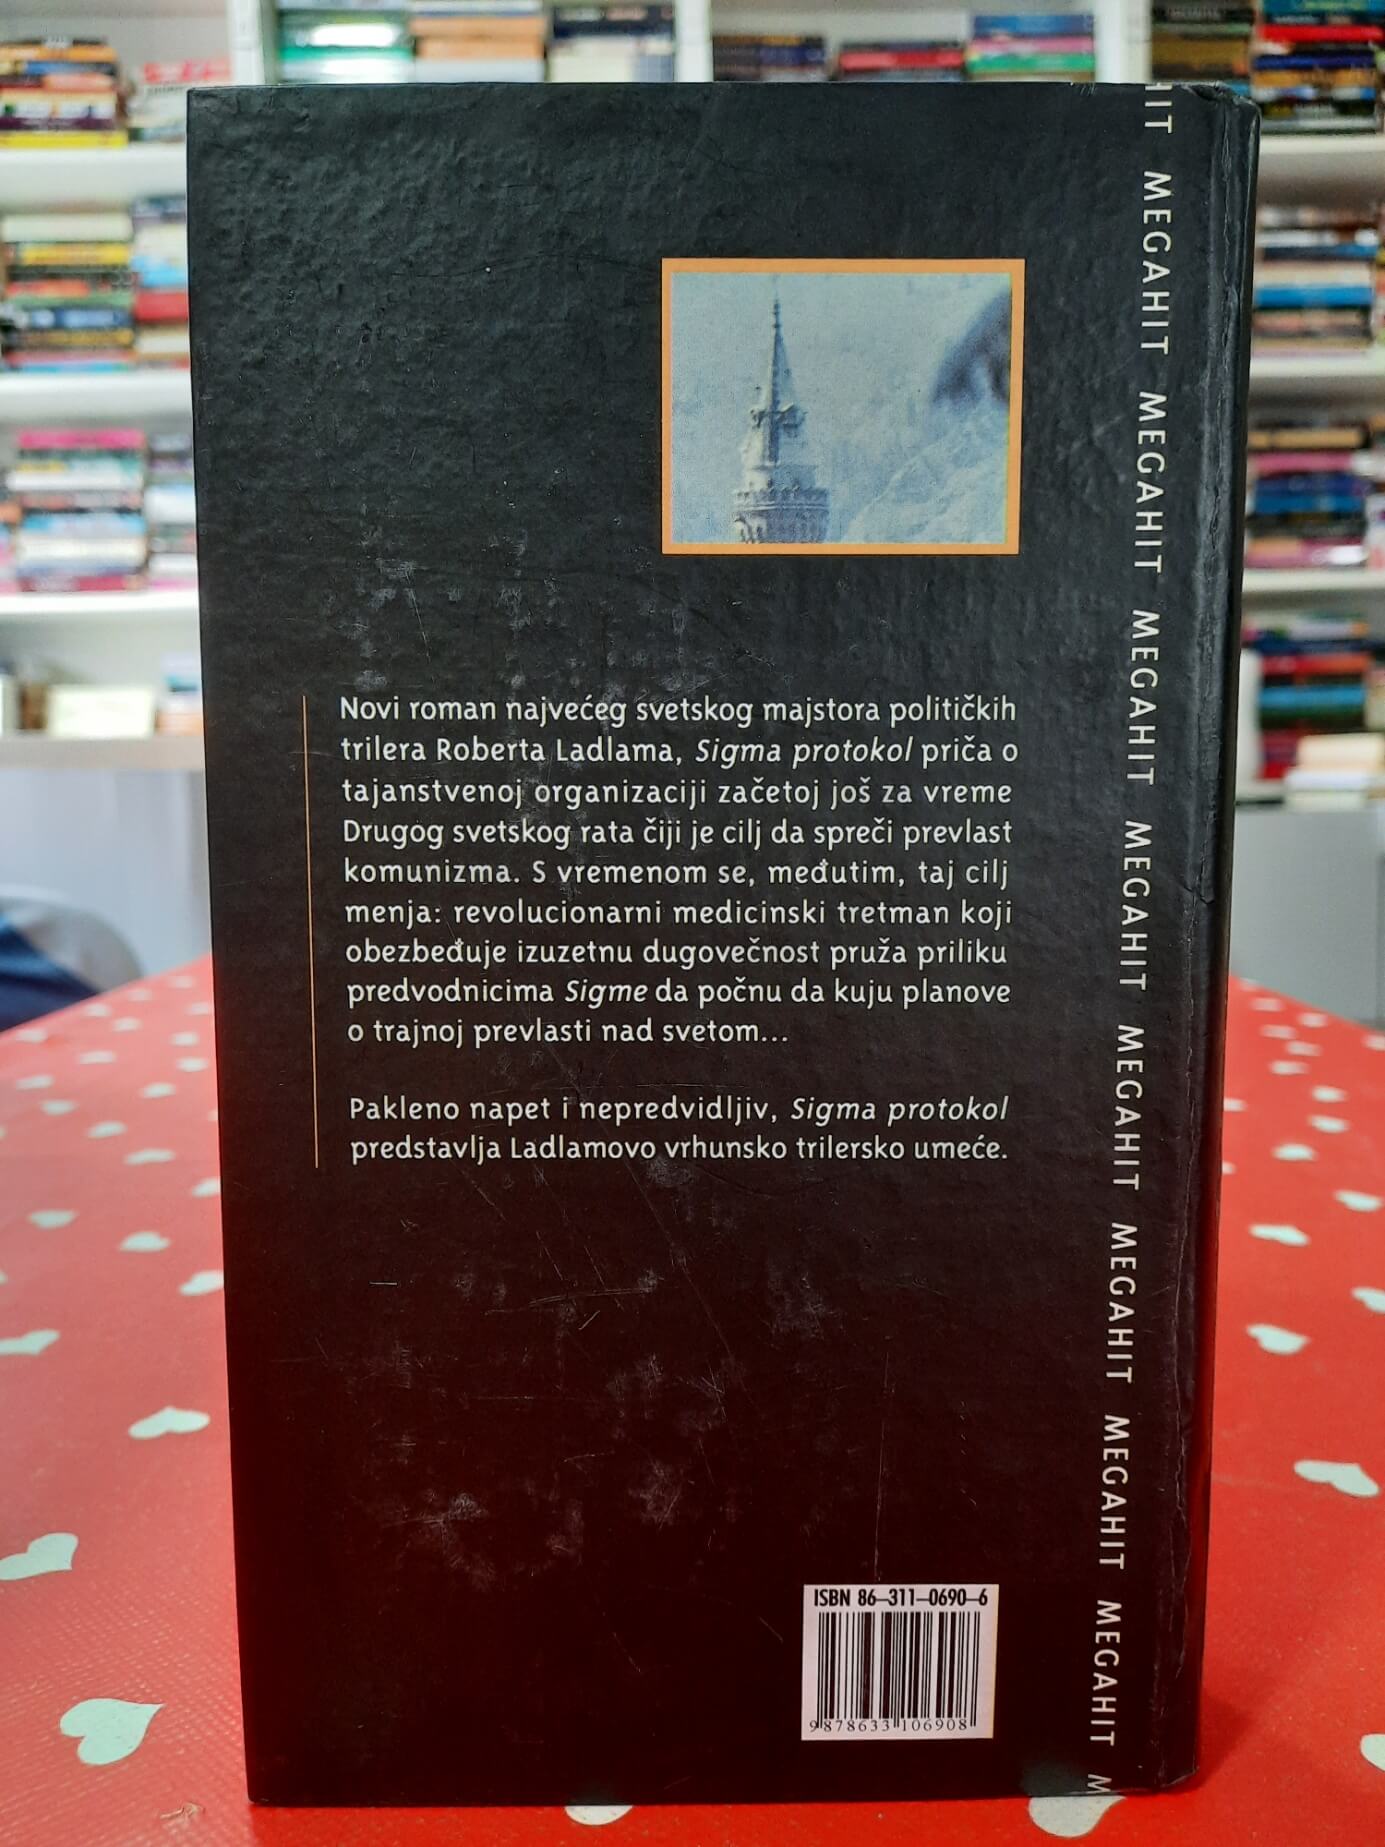 Novi roman najvećeg svetskog majstora političkih
trilera Roberta Ladlama, Sigma protokol priča o
tajanstvenoj organizaciji začetoj još za vreme
Drugog svetskog rata čiji je cilj da spreči prevlast
komunizma. S vremenom se, međutim, taj cilj
menja: revolucionarni medicinski tretman koji
obezbeđuje izuzetnu dugovečnost pruža priliku
predvodnicima Sigme da počnu da kuju planove
o trajnoj prevlasti nad svetom...
Pakleno napet i nepredvidljiv, Sigma protokol
predstavlja Ladlamovo vrhunsko trilersko umeće.
HIT MEGAHIT MEGAHIT MEGAHIT MEGAHIT MEGAHIT MEGAHIT MEGAHIT MEGAHIT M
ISBN 86-311-0690-6
9 878633 106908